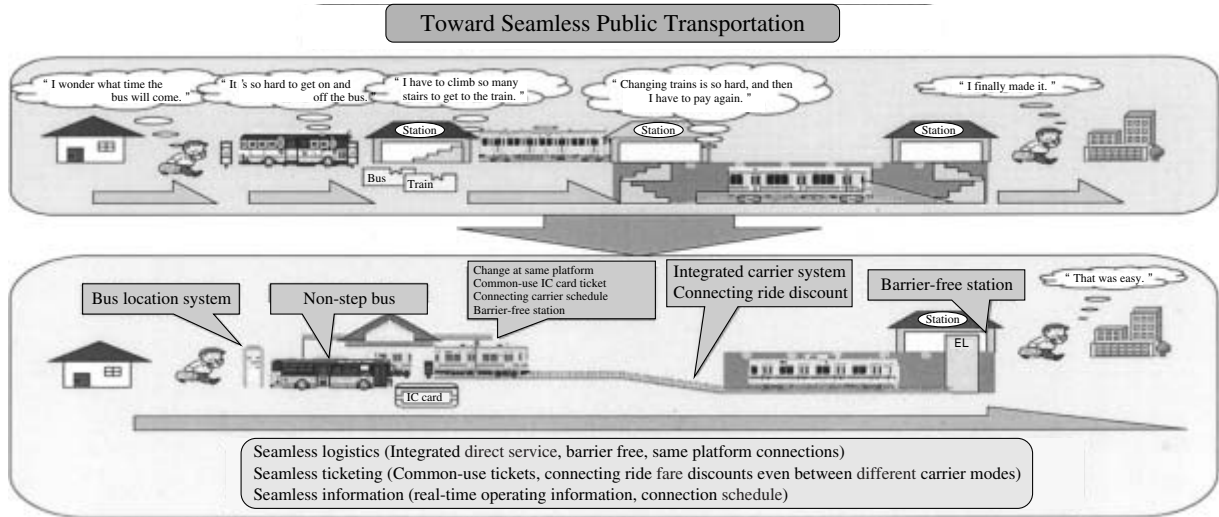 Toward Seamless Public Transportation
“ I wonder what time the
bus will come. ”
“ It ’s so hard to get on and
off the bus. ”
“ I have to climb so many
stairs to get to the train. ”
“ Changing trains is so hard, and then
I have to pay again. ”
“ I finally made it. ”
Station
Station
Station
Bus
Train
Bus location system
Non-step bus
Change at same platform
Common-use IC card ticket
Connecting carrier schedule
Barrier-free station
Integrated carrier system
Connecting ride discount
Barrier-free station
“ That was easy. ”
Station
EL
IC card
Seamless logistics (Integrated direct service, barrier free, same platform connections)
Seamless ticketing (Common-use tickets, connecting ride fare discounts even between different carrier modes)
Seamless information (real-time operating information, connection schedule)